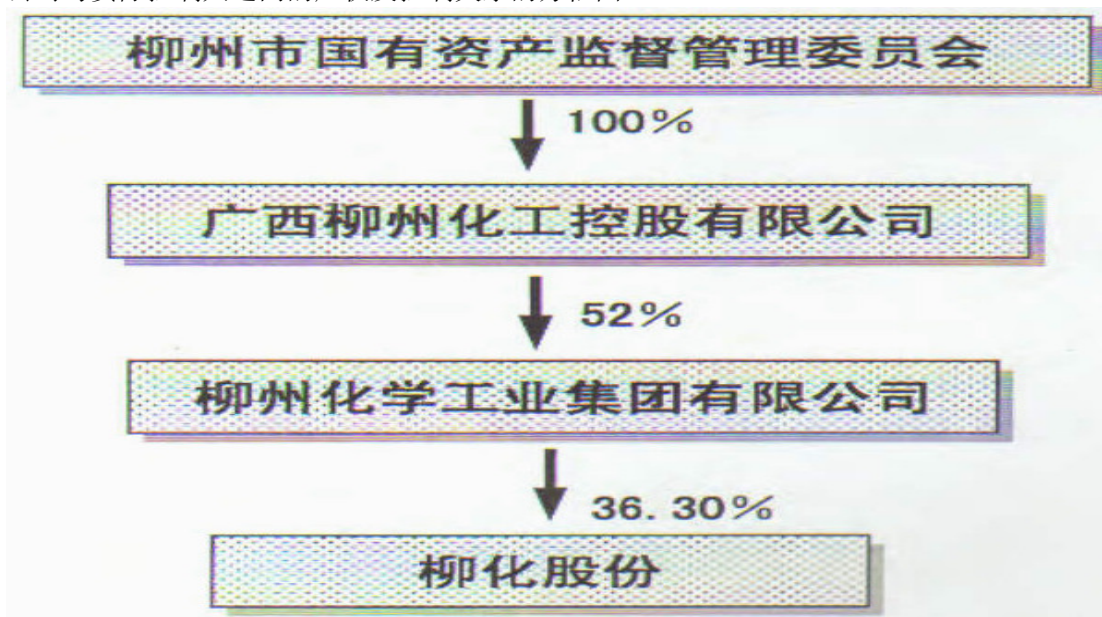 柳州市国有资产监督管理委员会
100%
广西柳州化工控股有限公司
52%
柳州化学工业集团有限公司
36.30%
柳化股份